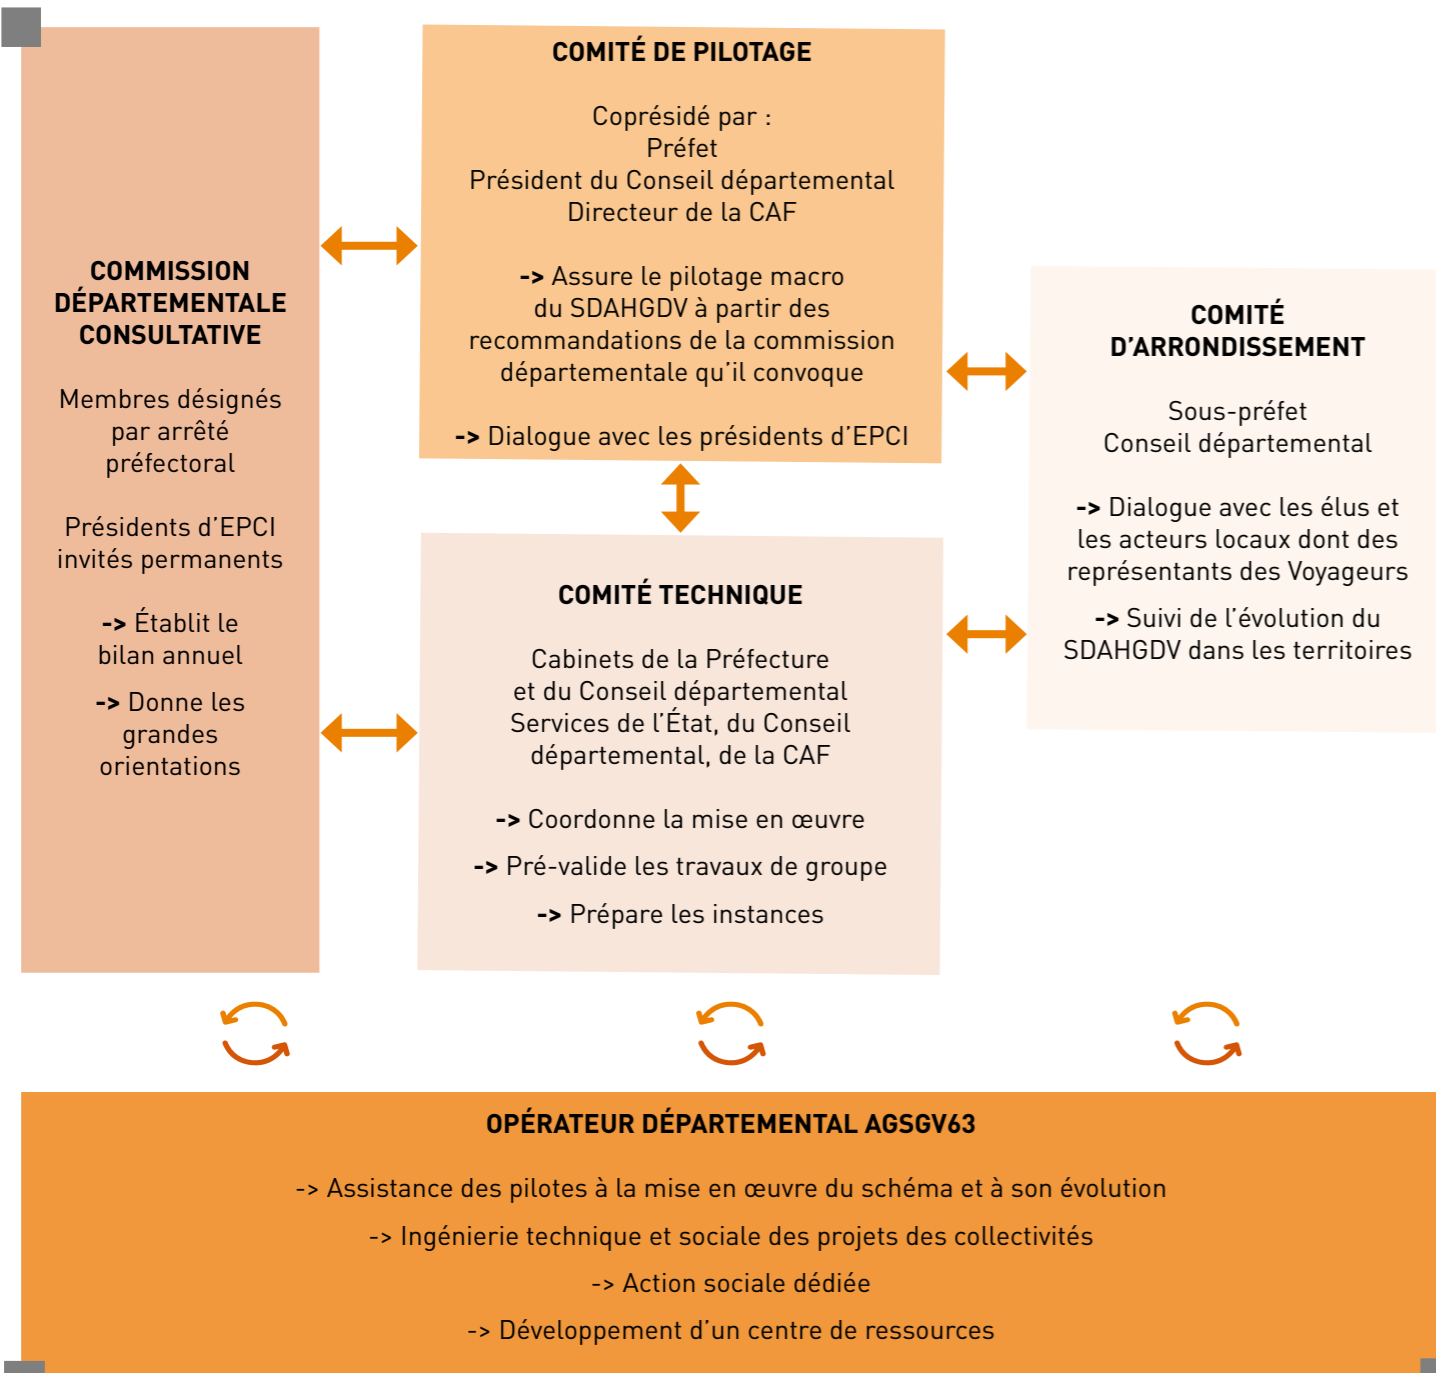 COMMISSION
DÉPARTEMENTALE
CONSULTATIVE
Membres désignés
par arrêté
préfectoral
Présidents d'EPCI
invités permanents
-> Établit le
bilan annuel
-> Donne les
grandes
orientations
COMITÉ DE PILOTAGE
Coprésidé par :
Préfet
Président du Conseil départemental
Directeur de la CAF
-> Assure le pilotage macro
du SDAHGDV à partir des
recommandations de la commission
départementale qu'il convoque
-> Dialogue avec les présidents d'EPCI
COMITÉ TECHNIQUE
Cabinets de la Préfecture
et du Conseil départemental
Services de l'État, du Conseil
départemental, de la CAF
-> Coordonne la mise en œuvre
-> Pré-valide les travaux de groupe
-> Prépare les instances
COMITÉ
D'ARRONDISSEMENT
Sous-préfet
Conseil départemental
-> Dialogue avec les élus et
les acteurs locaux dont des
représentants des Voyageurs
-> Suivi de l'évolution du
SDAHGDV dans les territoires
OPÉRATEUR DÉPARTEMENTAL AGSGV63
-> Assistance des pilotes à la mise en œuvre du schéma et à son évolution
-> Ingénierie technique et sociale des projets des collectivités
-> Action sociale dédiée
-> Développement d'un centre de ressources